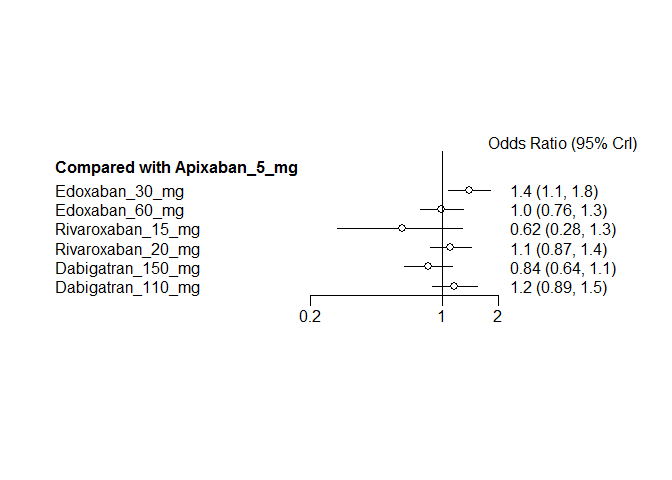 Odds Ratio (95% CrI)
Compared with Apixaban_5_mg
Edoxaban_30_mg 1.4 (1.1, 1.8)
Edoxaban_60_mg 1.0 (0.76, 1.3)
Rivaroxaban_15_mg 0.62 (0.28, 1.3)
Rivaroxaban_20_mg 1.1 (0.87, 1.4)
Dabigatran_150_mg 0.84 (0.64, 1.1)
Dabigatran_110_mg 1.2 (0.89, 1.5)
0.2 1 2